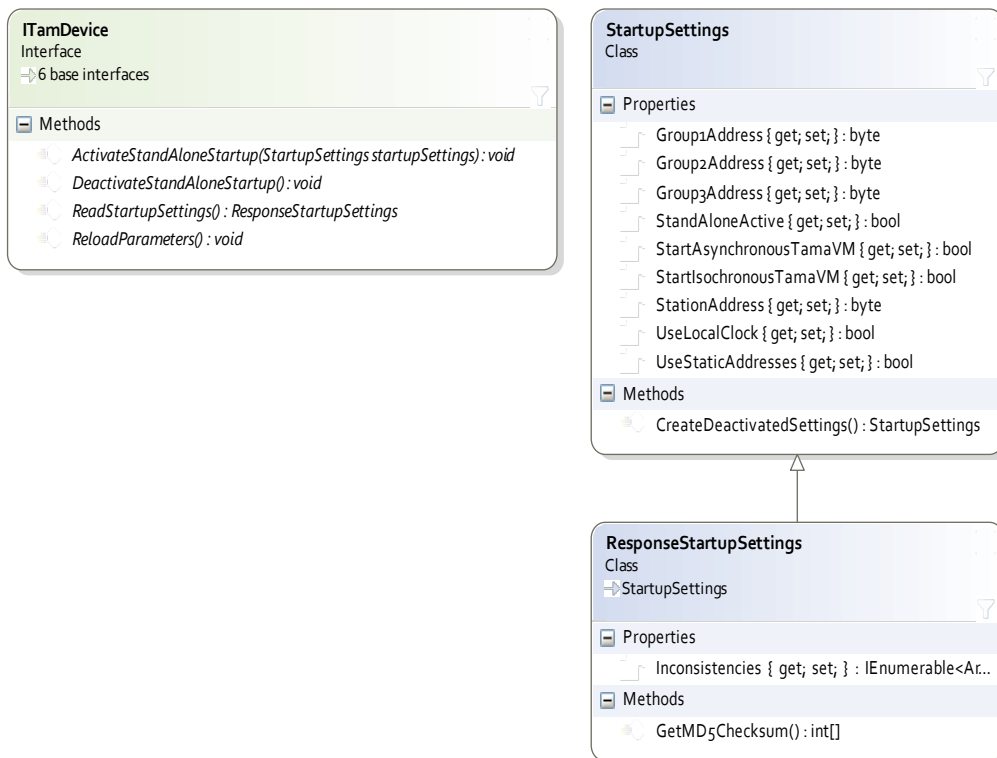 ITamDevice
Interface
6 base interfaces
Methods
ActivateStandAloneStartup(StartupSettings startupSettings) : void
DeactivateStandAloneStartup() : void
ReadStartupSettings() : ResponseStartupSettings
ReloadParameters() : void
StartupSettings
Class
Properties
Group1Address { get; set; } : byte
Group2Address { get; set; } : byte
Group3Address { get; set; } : byte
StandAloneActive { get; set; } : bool
StartAsynchronousTamaVM { get; set; } : bool
StartIsochronousTamaVM { get; set; } : bool
StationAddress { get; set; } : byte
UseLocalClock { get; set; } : bool
UseStaticAddresses { get; set; } : bool
Methods
CreateDeactivatedSettings() : StartupSettings
ResponseStartupSettings
Class
StartupSettings
Properties
Inconsistencies { get; set; } : IEnumerable<Ar...
Methods
GetMD5Checksum() : int[]